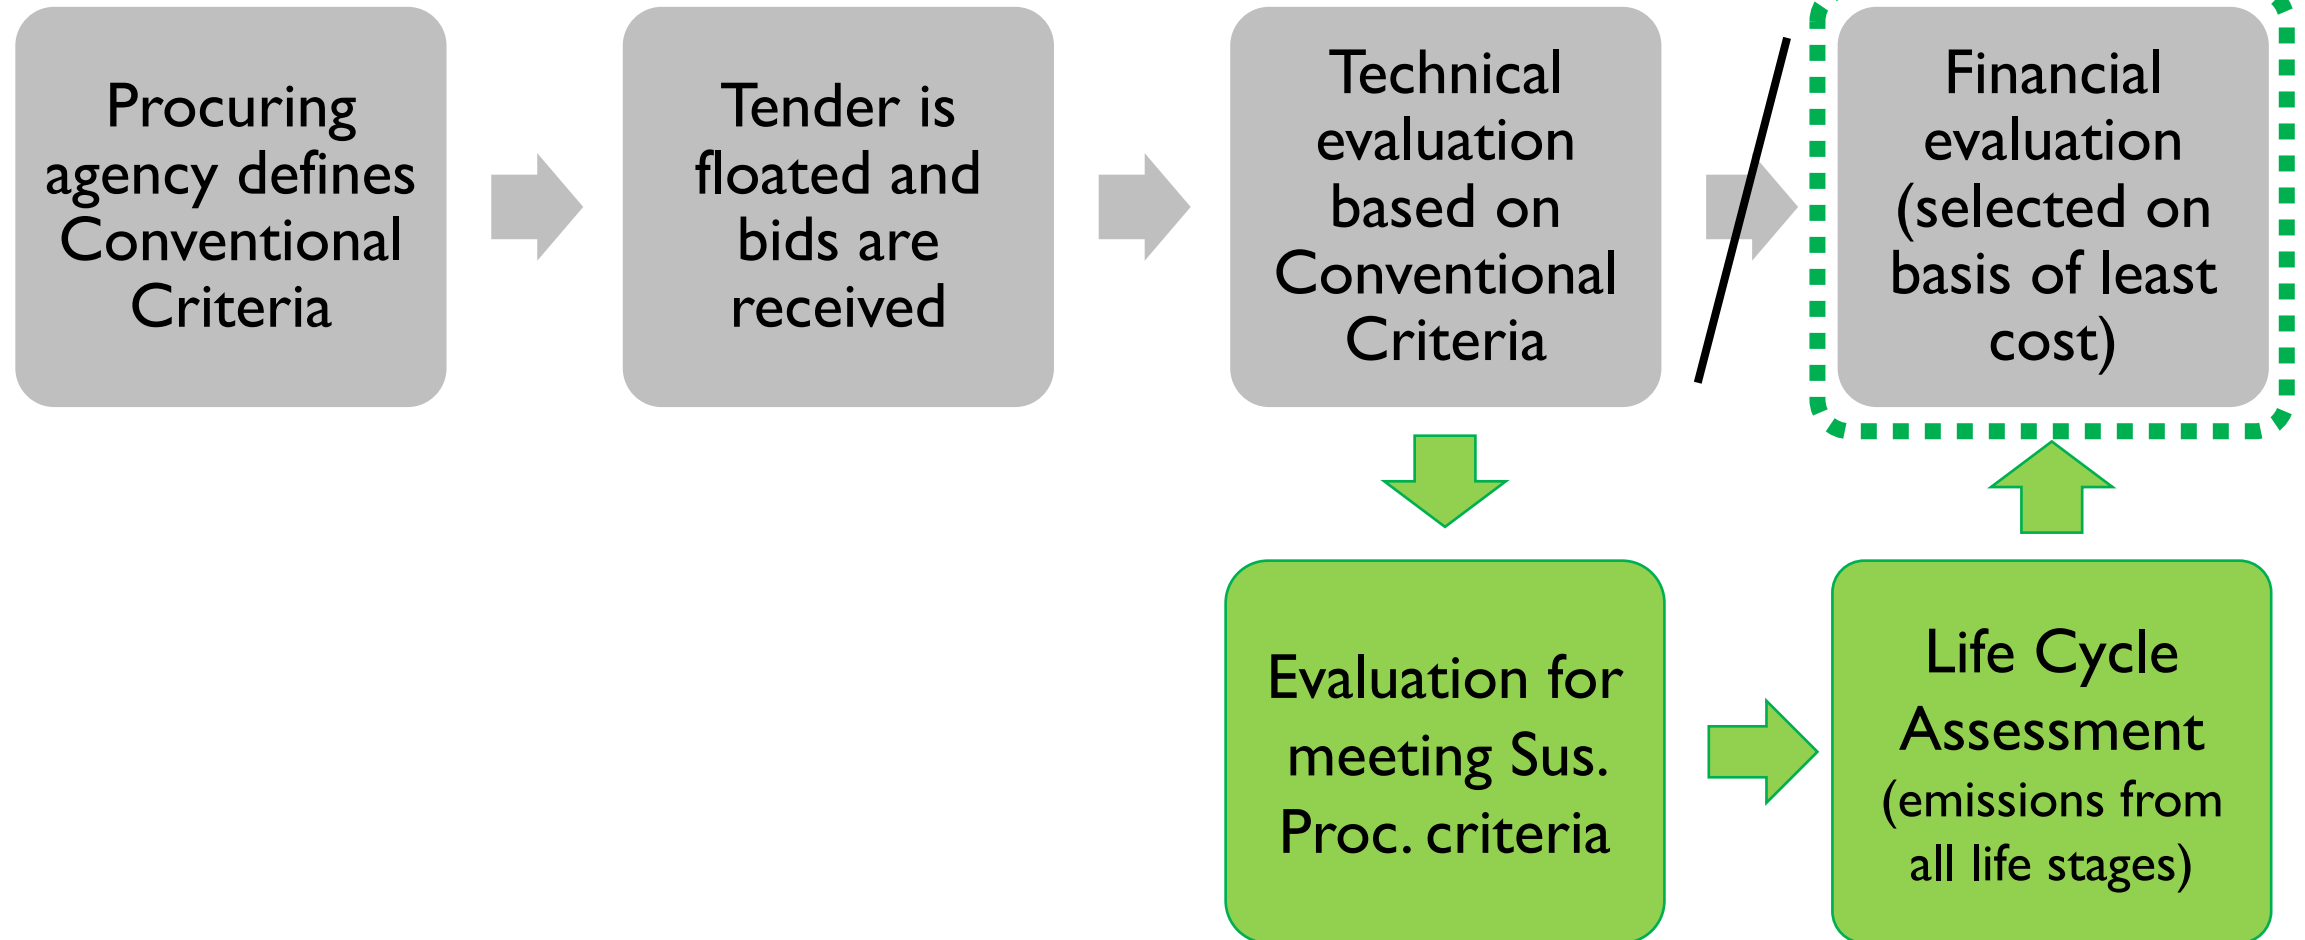 Procuring
agency defines
Conventional
Criteria
Tender is
floated and
bids are
received
Technical
evaluation
based on
Conventional
Criteria
Financial
evaluation
(selected on
basis of least
cost)
Evaluation for
meeting Sus.
Proc. criteria
Life Cycle
Assessment
(emissions from
all life stages)